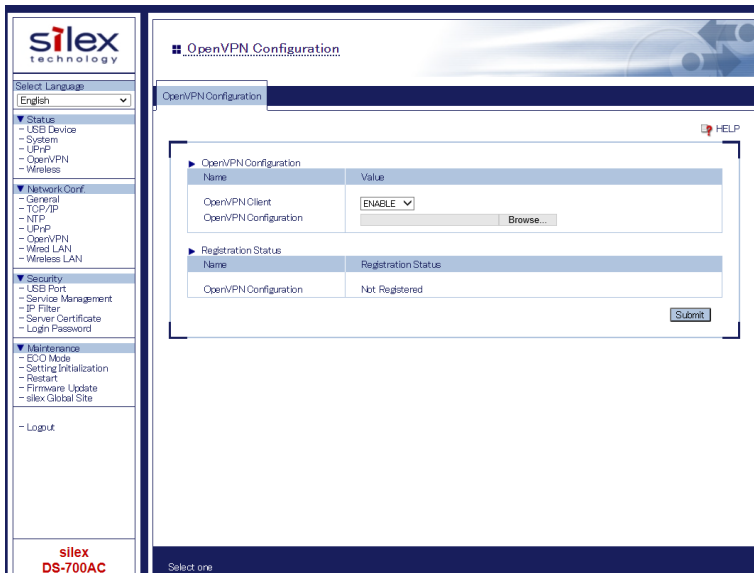 silex
technology
Select Language
English
▼ Status
- USB Device
- System
- UPnP
- OpenVPN
- Wireless
▼ Network Conf.
- General
- TCP/IP
- NTP
- UPnP
- OpenVPN
- Wired LAN
- Wireless LAN
▼ Security
- USB Port
- Service Management
- IP Filter
- Server Certificate
- Login Password
▼ Maintenance
- ECO Mode
- Setting Initialization
- Restart
- Firmware Update
- silex Global Site
- Logout
silex
DS-700AC
OpenVPN Configuration
OpenVPN Configuration
HELP
OpenVPN Configuration
Name Value
OpenVPN Client ENABLE
OpenVPN Configuration Browse...
Registration Status
Name Registration Status
OpenVPN Configuration Not Registered
Submit
Select one